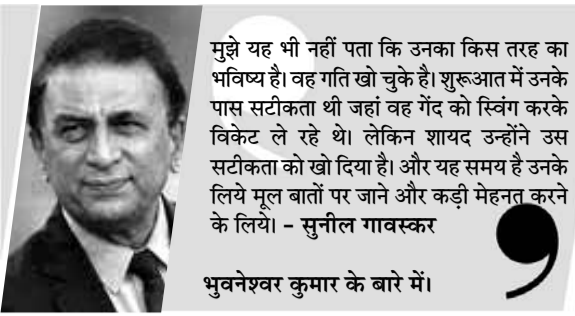 मुझे यह भी नहीं पता कि उनका किस तरह का
भविष्य है। वह गति खो चुके है। शुरूआत में उनके
पास सटीकता थी जहां वह गेंद को स्विंग करके
विकेट ले रहे थे। लेकिन शायद उन्होंने उस
सटीकता को खो दिया है। और यह समय है उनके
लिये मूल बातों पर जाने और कड़ी मेहनत करने
के लिये। - सुनील गावस्कर
भुवनेश्वर कुमार के बारे में।